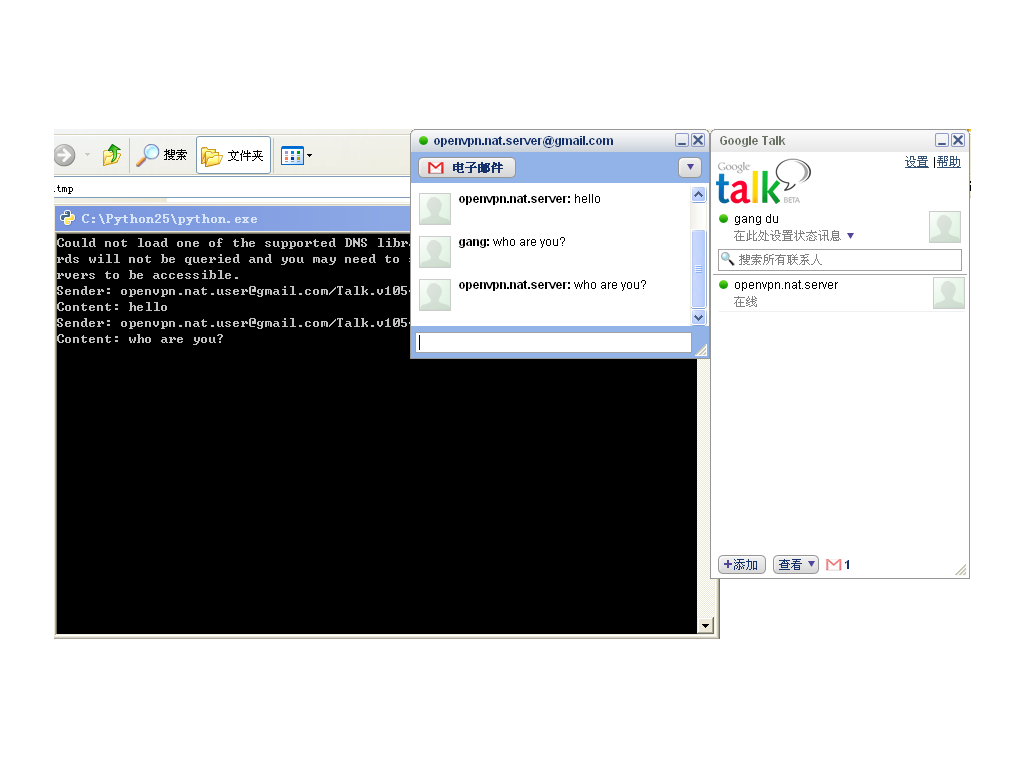 搜索
文件夹
.tmp
C:\Python25\python.exe
Could not load one of the supported DNS libr
rds will not be queried and you may need to
rvers to be accessible.
Sender: openvpn.nat.user@gmail.com/Talk.v105
Content: hello
Sender: openvpn.nat.user@gmail.com/Talk.v105
Content: who are you?
openvpn.nat.server@gmail.com
电子邮件
openvpn.nat.server: hello
gang: who are you?
openvpn.nat.server: who are you?
Google Talk
设置 | 帮助
Google
talk
BETA
gang du
在此处设置状态讯息
搜索所有联系人
openvpn.nat.server
在线
+添加 查看 1